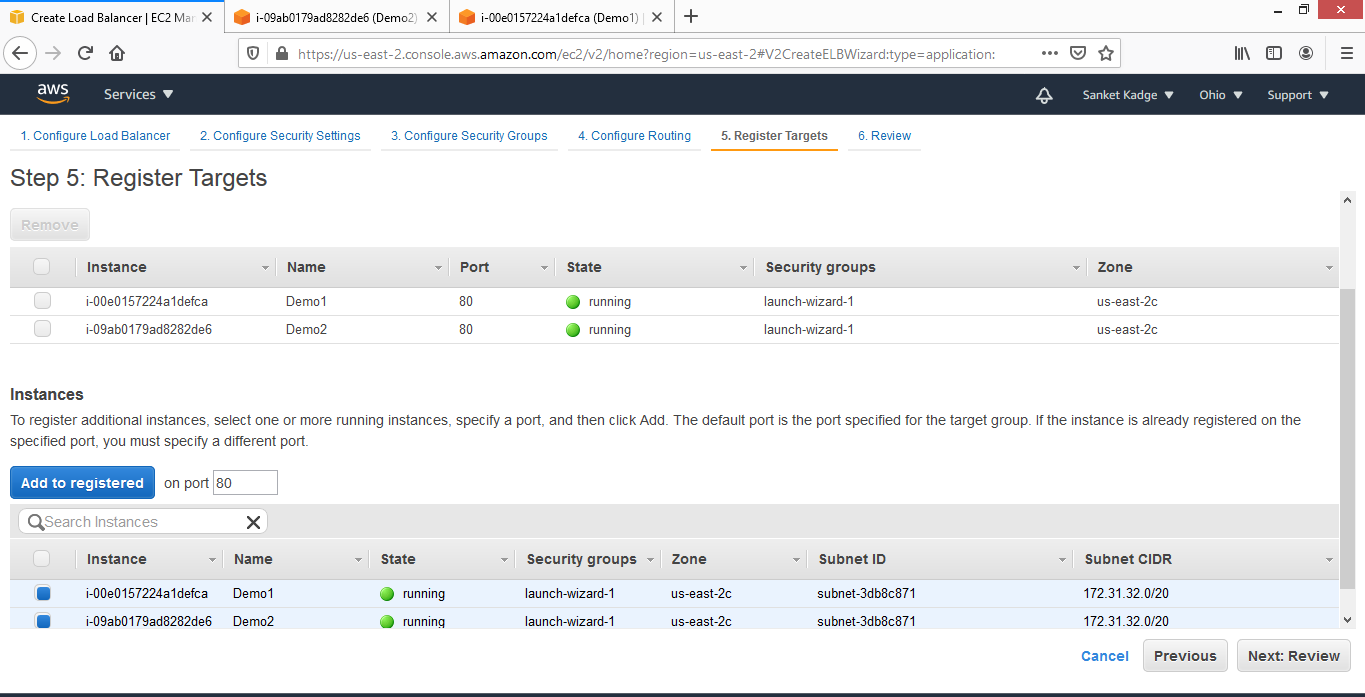 Create Load Balancer | EC2 Mar
i-09ab0179ad8282de6 (Demo2)
i-00e0157224a1defca (Demo1) |
https://us-east-2.console.aws.amazon.com/ec2/v2/home?region=us-east-2#V2CreateELBWizard:type=application:
aws Services Sanket Kadge Ohio Support
1. Configure Load Balancer 2. Configure Security Settings 3. Configure Security Groups 4. Configure Routing 5. Register Targets 6. Review
Step 5: Register Targets
Remove
Instance Name Port State Security groups Zone
i-00e0157224a1defca Demo1 80 running launch-wizard-1 us-east-2c
i-09ab0179ad8282de6 Demo2 80 running launch-wizard-1 us-east-2c
Instances
To register additional instances, select one or more running instances, specify a port, and then click Add. The default port is the port specified for the target group. If the instance is already registered on the
specified port, you must specify a different port.
Add to registered on port 80
Search Instances
Instance Name State Security groups Zone Subnet ID Subnet CIDR
i-00e0157224a1defca Demo1 running launch-wizard-1 us-east-2c subnet-3db8c871 172.31.32.0/20
i-09ab0179ad8282de6 Demo2 running launch-wizard-1 us-east-2c subnet-3db8c871 172.31.32.0/20
Cancel Previous Next: Review